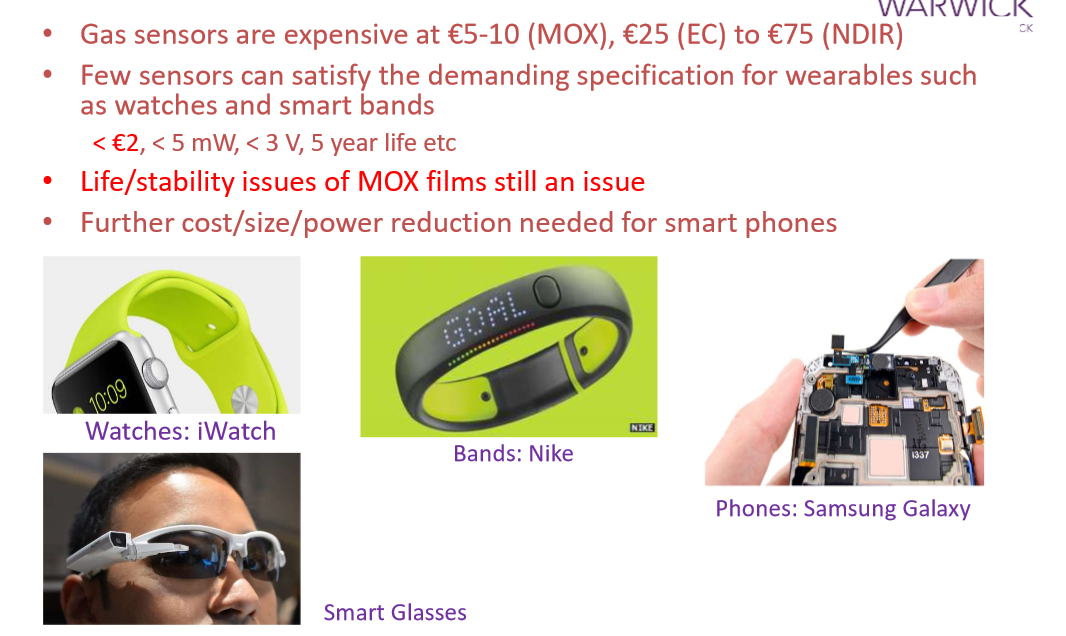 WARWICK
CK
• Gas sensors are expensive at €5-10 (MOX), €25 (EC) to €75 (NDIR)
• Few sensors can satisfy the demanding specification for wearables such
as watches and smart bands
< €2, < 5 mW, < 3 V, 5 year life etc
• Life/stability issues of MOX films still an issue
• Further cost/size/power reduction needed for smart phones
10:09
GOAL
NIKE
I337
Watches: iWatch
Bands: Nike
Phones: Samsung Galaxy
Smart Glasses